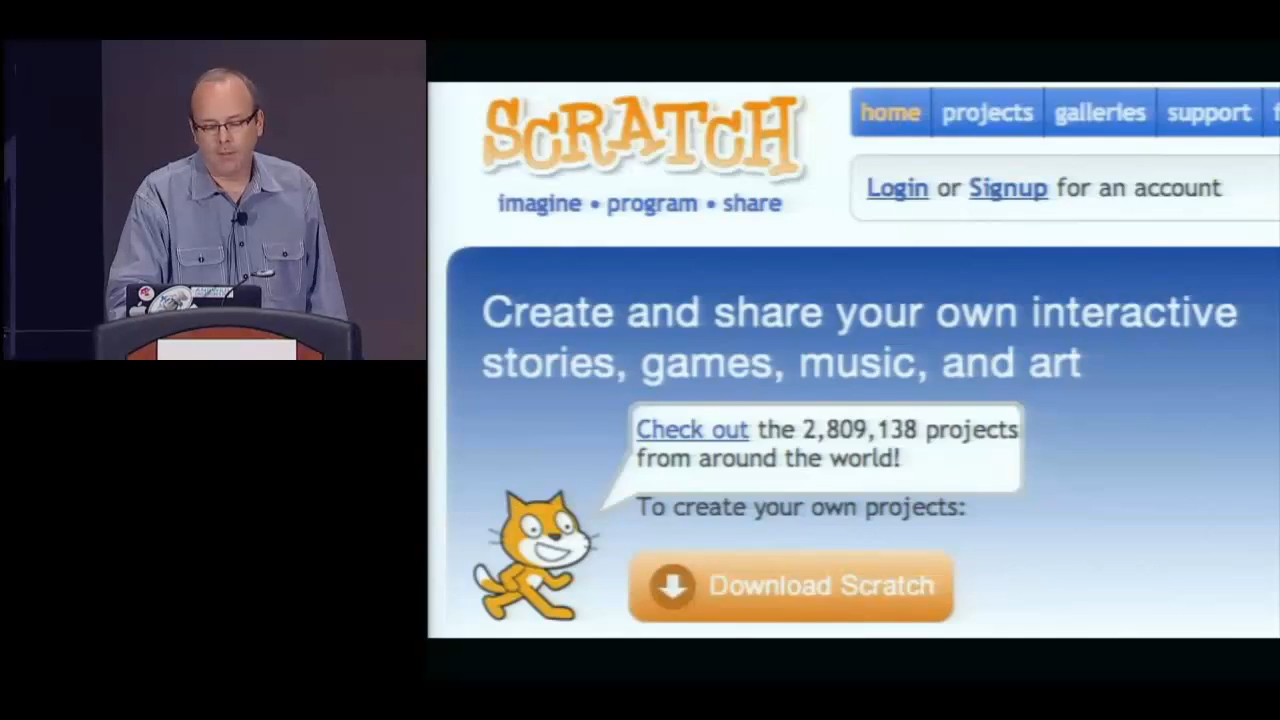 SCRATCH
imagine • program • share
home projects galleries support
Login or Signup for an account
Create and share your own interactive
stories, games, music, and art
Check out the 2,809,138 projects
from around the world!
To create your own projects:
Download Scratch